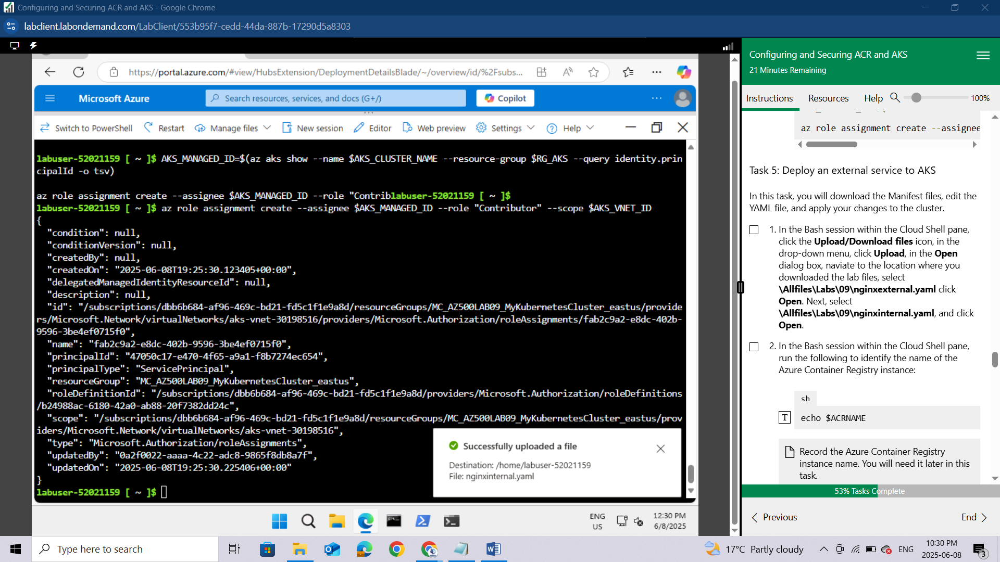 Configuring and Securing ACR and AKS - Google Chrome
labclient.labondemand.com/LabClient/553b95f7-cedd-44da-887b-17290d5a8303
https://portal.azure.com/#view/HubsExtension/DeploymentDetailsBlade/~/overview/id/%2Fsubs...
Microsoft Azure
Search resources, services, and docs (G+/)
Copilot
Switch to PowerShell
Restart
Manage files
New session
Editor
Web preview
Settings
Help
labuser-52021159 [ ~ ]$ AKS_MANAGED_ID=$(az aks show --name $AKS_CLUSTER_NAME --resource-group $RG_AKS --query identity.prin
cipalId -o tsv)
az role assignment create --assignee $AKS_MANAGED_ID --role "Contriblabuser-52021159 [ ~ ]$
labuser-52021159 [ ~ ]$ az role assignment create --assignee $AKS_MANAGED_ID --role "Contributor" --scope $AKS_VNET_ID
{
"condition": null,
"conditionVersion": null,
"createdBy": null,
"createdOn": "2025-06-08T19:25:30.123405+00:00",
"delegatedManagedIdentityResourceId": null,
"description": null,
"id": "/subscriptions/dbb6b684-af96-469c-bd21-fd5c1f1e9a8d/resourceGroups/MC_AZ500LAB09_MyKubernetesCluster_eastus/provide
rs/Microsoft.Network/virtualNetworks/aks-vnet-30198516/providers/Microsoft.Authorization/roleAssignments/fab2c9a2-e8dc-402b-
9596-3be4ef0715f0",
"name": "fab2c9a2-e8dc-402b-9596-3be4ef0715f0",
"principalId": "47050c17-e470-4f65-a9a1-f8b7274ec654",
"principalType": "ServicePrincipal",
"resourceGroup": "MC_AZ500LAB09_MyKubernetesCluster_eastus",
"roleDefinitionId": "/subscriptions/dbb6b684-af96-469c-bd21-fd5c1f1e9a8d/providers/Microsoft.Authorization/roleDefinitions
/b24988ac-6180-42a0-ab88-20f7382dd24c",
"scope": "/subscriptions/dbb6b684-af96-469c-bd21-fd5c1f1e9a8d/resourceGroups/MC_AZ500LAB09_MyKubernetesCluster_eastus/prov
iders/Microsoft.Network/virtualNetworks/aks-vnet-30198516",
"type": "Microsoft.Authorization/roleAssignments",
"updatedBy": "0a2f0022-aaaa-4c22-adc8-9865f8db8a7f",
"updatedOn": "2025-06-08T19:25:30.225406+00:00"
}
labuser-52021159 [ ~ ]$
Successfully uploaded a file
Destination: /home/labuser-52021159
File: nginxinternal.yaml
ENG
US
12:30 PM
6/8/2025
Configuring and Securing ACR and AKS
21 Minutes Remaining
Instructions
Resources
Help
100%
az role assignment create --assignee
Task 5: Deploy an external service to AKS
In this task, you will download the Manifest files, edit the
YAML file, and apply your changes to the cluster.
1. In the Bash session within the Cloud Shell pane,
click the Upload/Download files icon, in the
drop-down menu, click Upload, in the Open
dialog box, naviate to the location where you
downloaded the lab files, select
\Allfiles\Labs\09\nginxexternal.yaml click
Open. Next, select
\Allfiles\Labs\09\nginxinternal.yaml, and click
Open.
2. In the Bash session within the Cloud Shell pane,
run the following to identify the name of the
Azure Container Registry instance:
sh
T
echo $ACRNAME
Record the Azure Container Registry
instance name. You will need it later in this
task.
53% Tasks Complete
Previous
End
Type here to search
17°C Partly cloudy
ENG
10:30 PM
2025-06-08
3